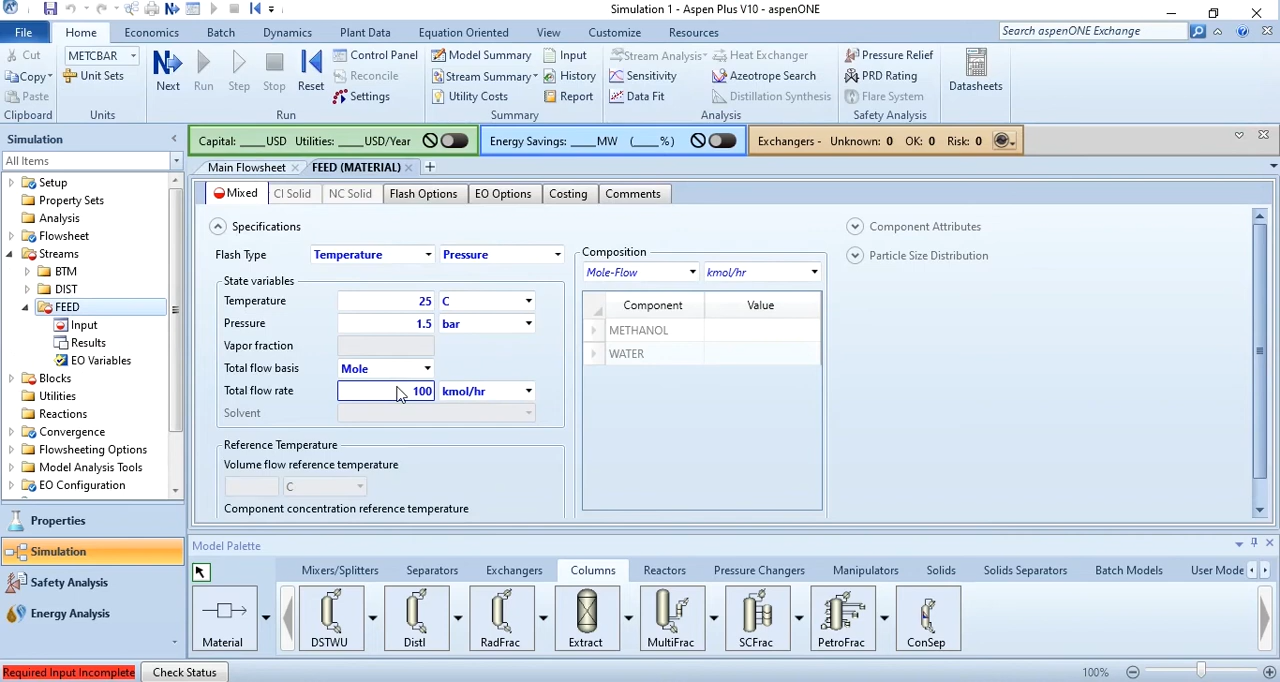 Simulation 1 - Aspen Plus V10 - aspenONE
File Home Economics Batch Dynamics Plant Data Equation Oriented View Customize Resources Search aspenONE Exchange
Cut METCBAR Control Panel Model Summary Input Stream Analysis Heat Exchanger Pressure Relief
Copy Unit Sets Reconcile Stream Summary History Sensitivity Azeotrope Search PRD Rating
Paste Next Run Step Stop Reset Settings Utility Costs Report Data Fit Distillation Synthesis Flare System Datasheets
Clipboard Units Run Summary Analysis Safety Analysis
Simulation Capital: ____USD Utilities: ____USD/Year Energy Savings: ____MW (____%) Exchangers - Unknown: 0 OK: 0 Risk: 0
All Items Main Flowsheet FEED (MATERIAL)
Setup
Property Sets
Analysis
Flowsheet
Streams
BTM
DIST
FEED
Input
Results
EO Variables
Blocks
Utilities
Reactions
Convergence
Flowsheeting Options
Model Analysis Tools
EO Configuration
Properties
Simulation
Safety Analysis
Energy Analysis
Mixed CI Solid NC Solid Flash Options EO Options Costing Comments
Specifications
Flash Type Temperature Pressure
State variables
Temperature 25 C
Pressure 1.5 bar
Vapor fraction
Total flow basis Mole
Total flow rate 100 kmol/hr
Solvent
Reference Temperature
Volume flow reference temperature
C
Component concentration reference temperature
Composition
Mole-Flow kmol/hr
Component Value
METHANOL
WATER
Component Attributes
Particle Size Distribution
Model Palette
Mixers/Splitters Separators Exchangers Columns Reactors Pressure Changers Manipulators Solids Solids Separators Batch Models User Mode
Material DSTWU Distl RadFrac Extract MultiFrac SCFrac PetroFrac ConSep
Required Input Incomplete Check Status 100%